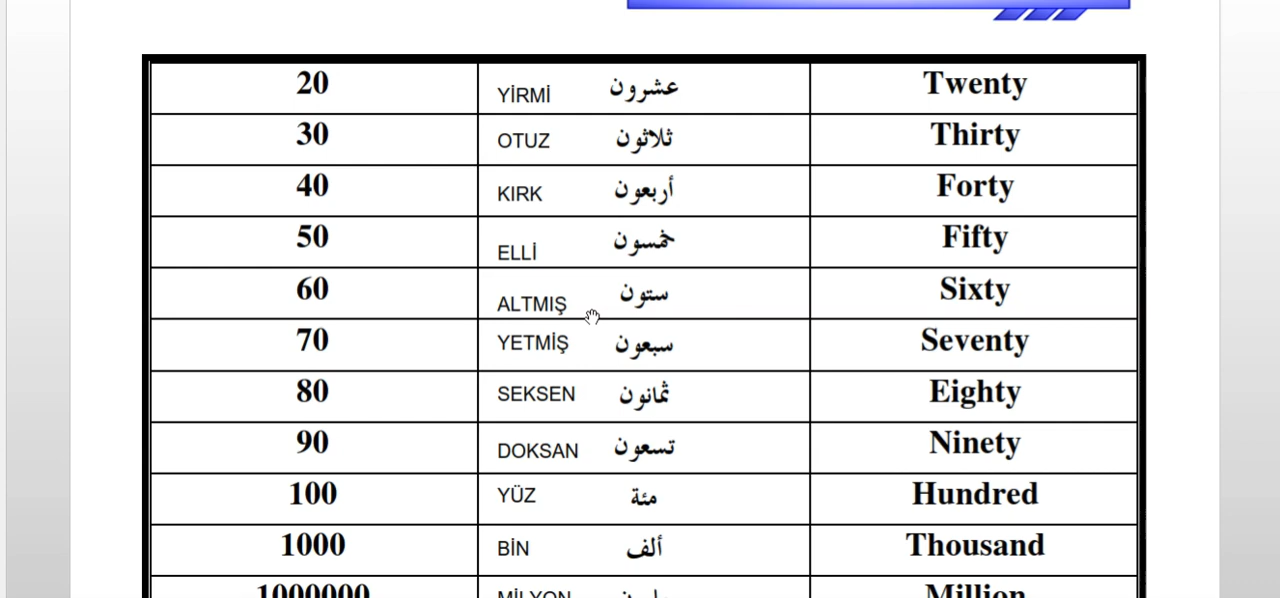 20 YİRMİ عشرون Twenty
30 OTUZ ثلاثون Thirty
40 KIRK أربعون Forty
50 ELLİ خمسون Fifty
60 ALTMIŞ ستون Sixty
70 YETMİŞ سبعون Seventy
80 SEKSEN ثمانون Eighty
90 DOKSAN تسعون Ninety
100 YÜZ مئة Hundred
1000 BİN ألف Thousand
1000000 MİLYON Million